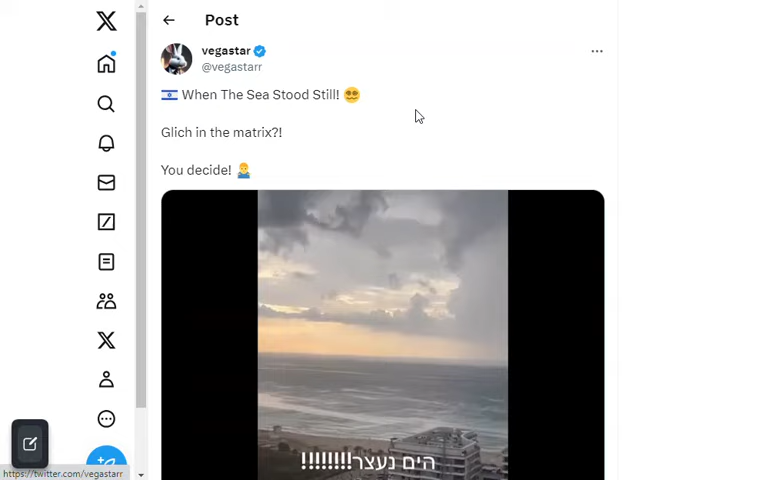 Post
vegastar
@vegastarr
🇮🇱 When The Sea Stood Still! 😵‍💫
Glich in the matrix?!
You decide! 🤷‍♂️
הים נעצר!!!!!!!!
https://twitter.com/vegastarr